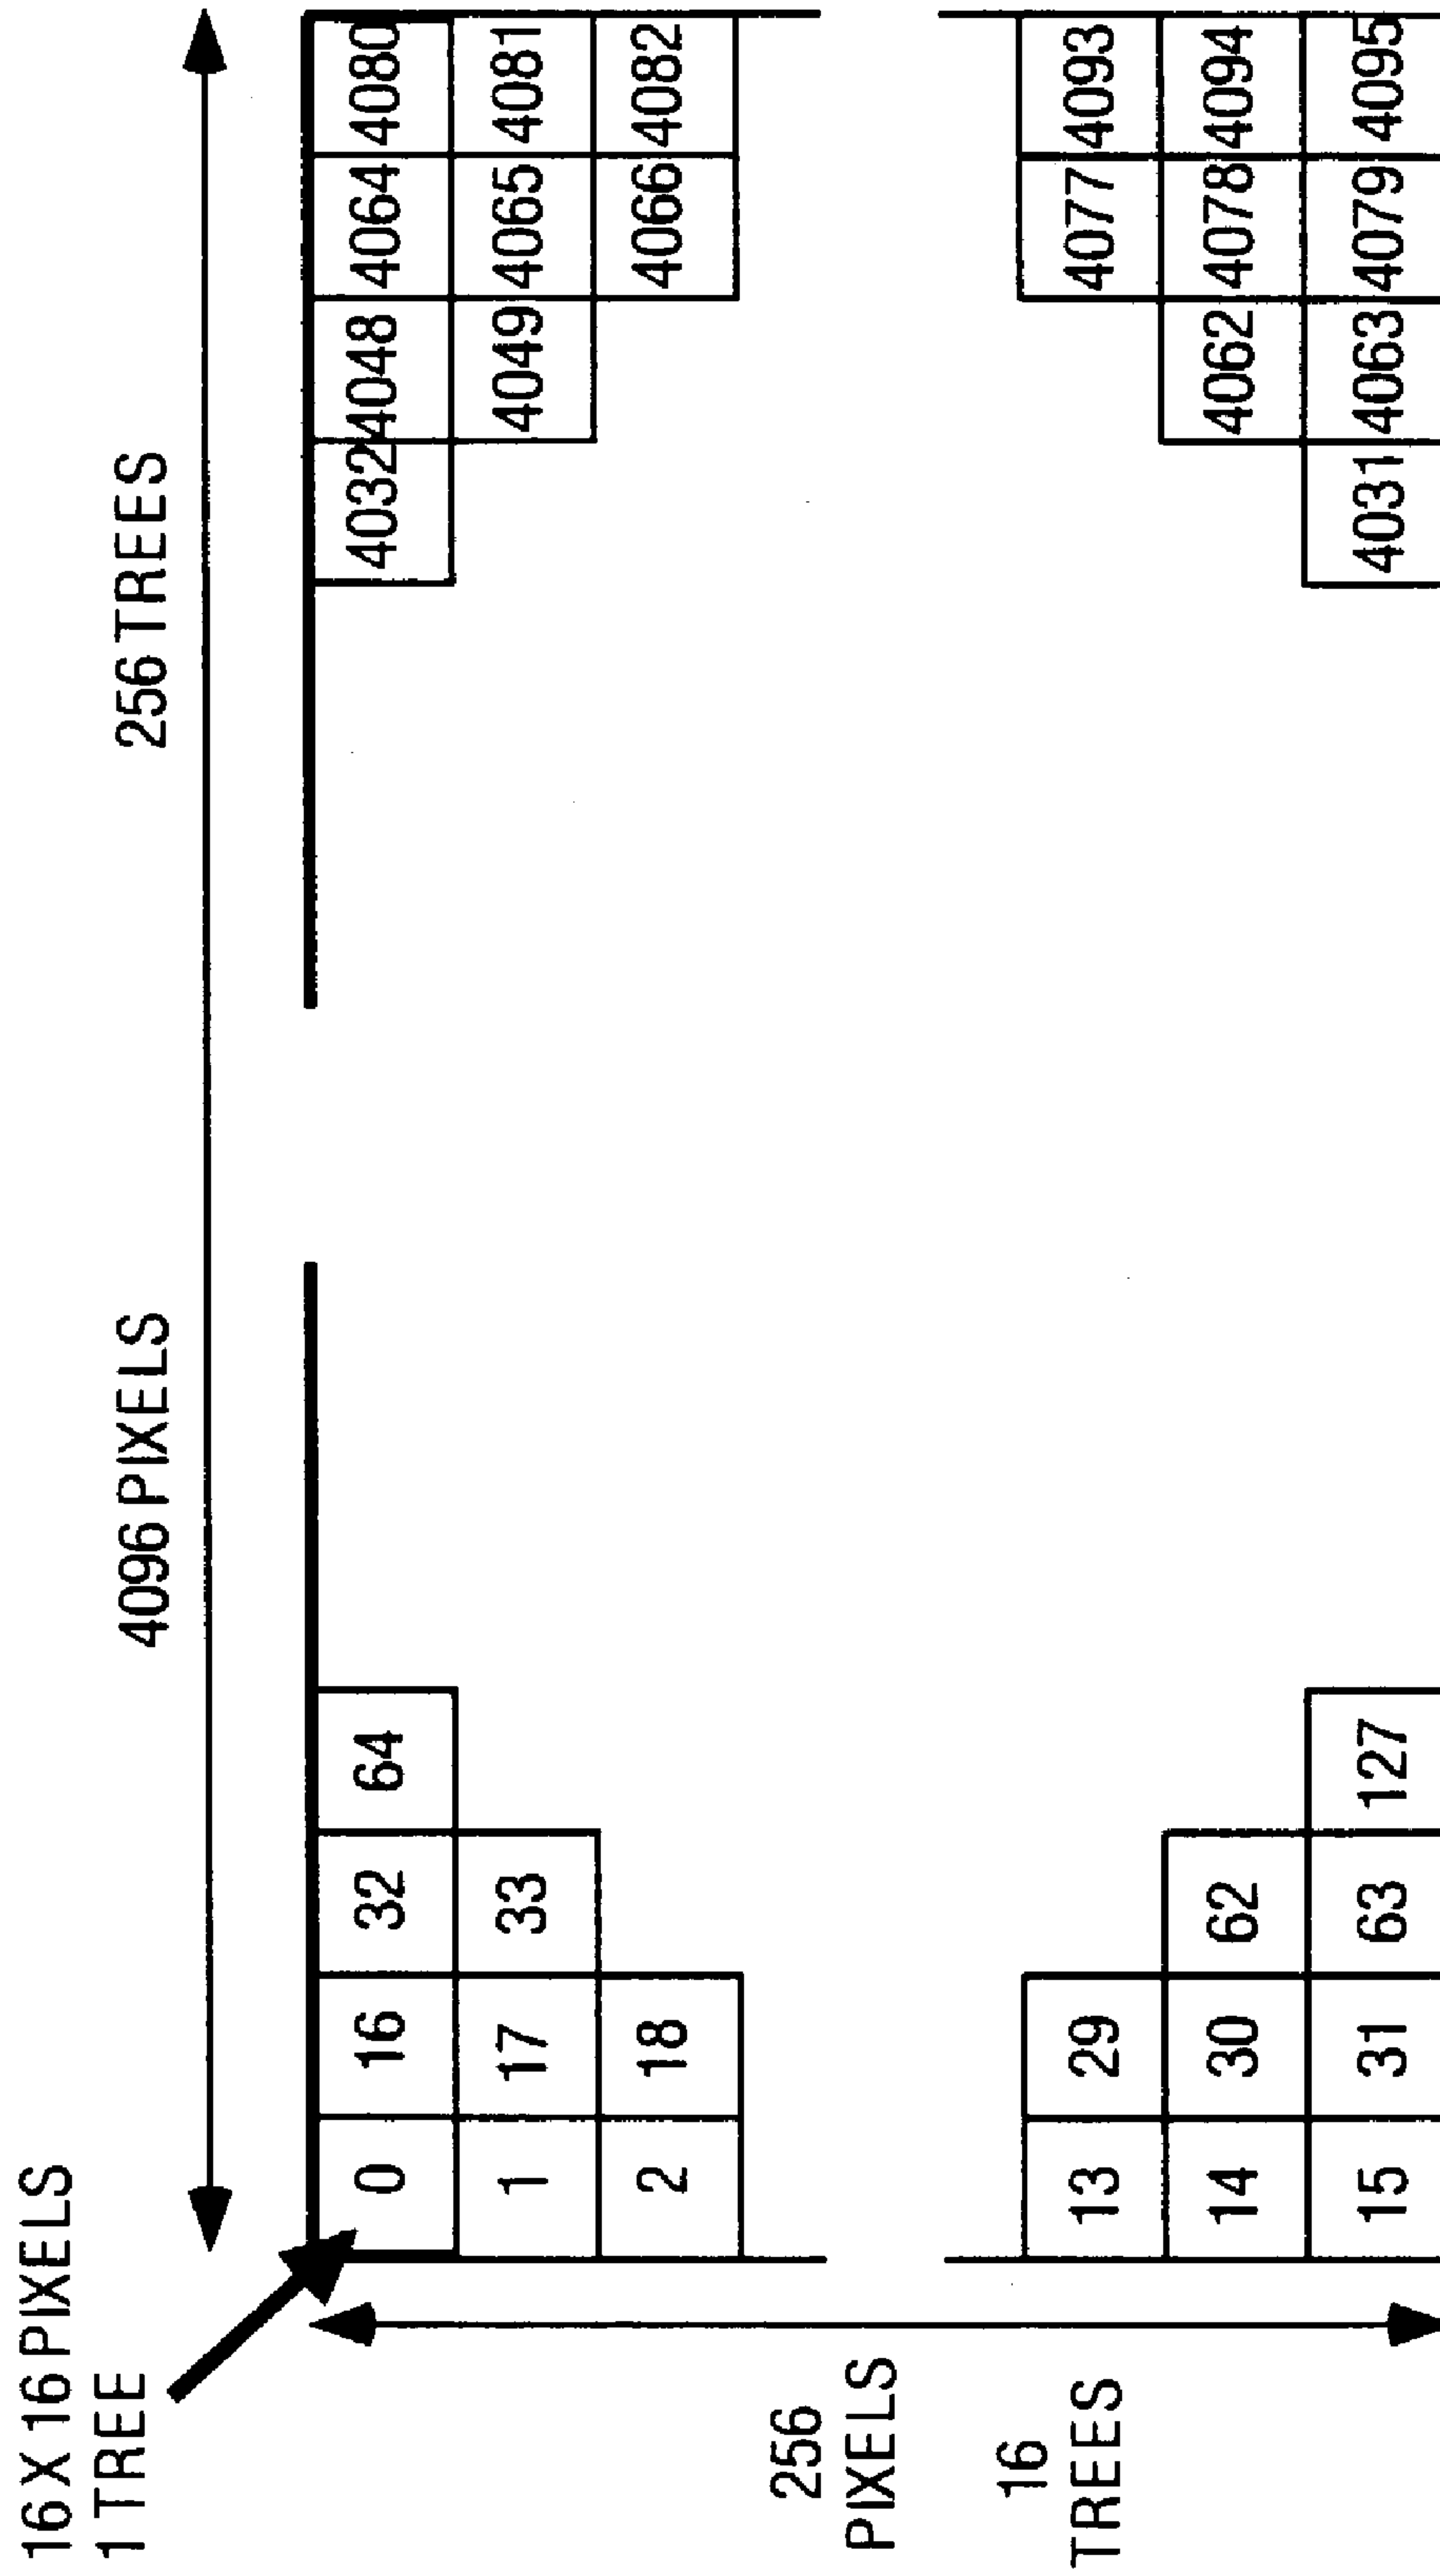 16 X 16 PIXELS
1 TREE
4096 PIXELS
256 TREES
256
PIXELS
16
TREES
0 16 32 64
1 17 33
2 18
13 29
14 30 62
15 31 63 127
4032 4048 4064 4080
4049 4065 4081
4066 4082
4077 4093
4062 4078 4094
4031 4063 4079 4095